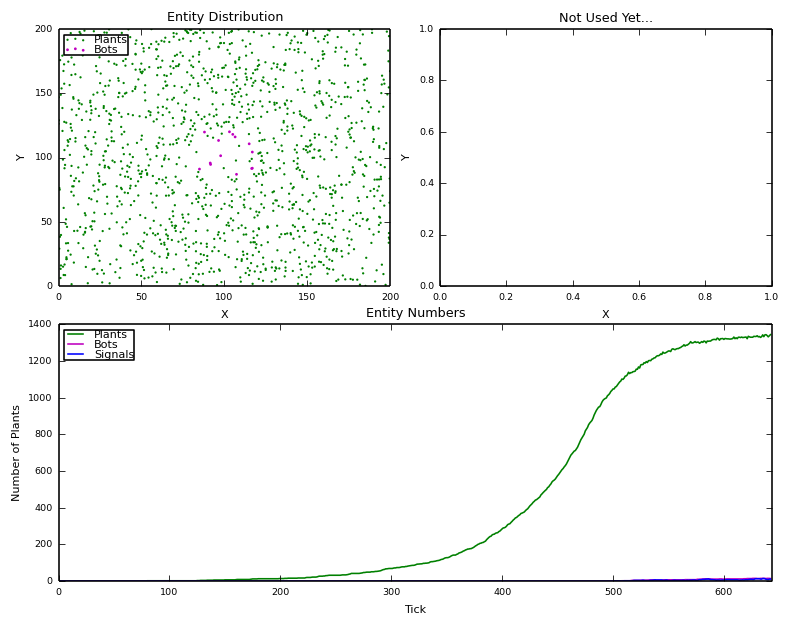 Entity Distribution
200
150
100
50
0
Y
Plants
Bots
0 50 100 150 200
X
Not Used Yet...
1.0
0.8
0.6
0.4
0.2
0.0
Y
0.0 0.2 0.4 0.6 0.8 1.0
X
Entity Numbers
1400
1200
1000
800
600
400
200
0
Number of Plants
Plants
Bots
Signals
0 100 200 300 400 500 600
Tick